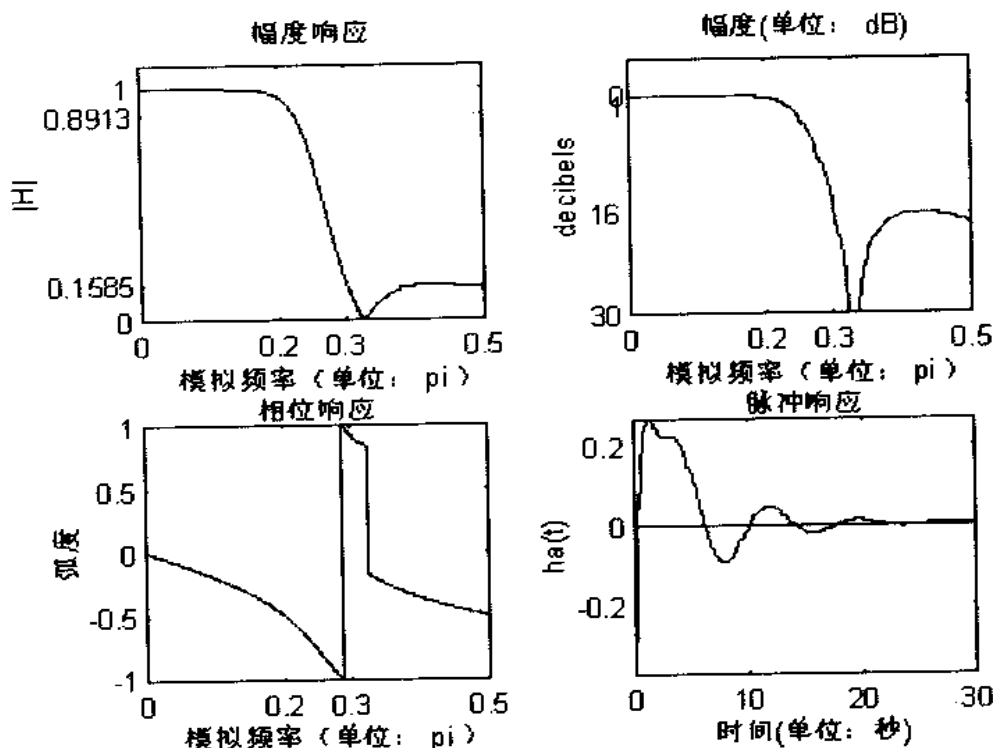 幅度响应
|H|
1
0.8913
0.1585
0
0 0.2 0.3 0.5
模拟频率（单位：pi）
幅度(单位：dB)
decibels
0
1
16
30
0 0.2 0.3 0.5
模拟频率（单位：pi）
相位响应
弧度
1
0.5
0
-0.5
-1
0 0.2 0.3 0.5
模拟频率（单位：pi）
脉冲响应
ha(t)
0.2
0
-0.2
0 10 20 30
时间(单位：秒)